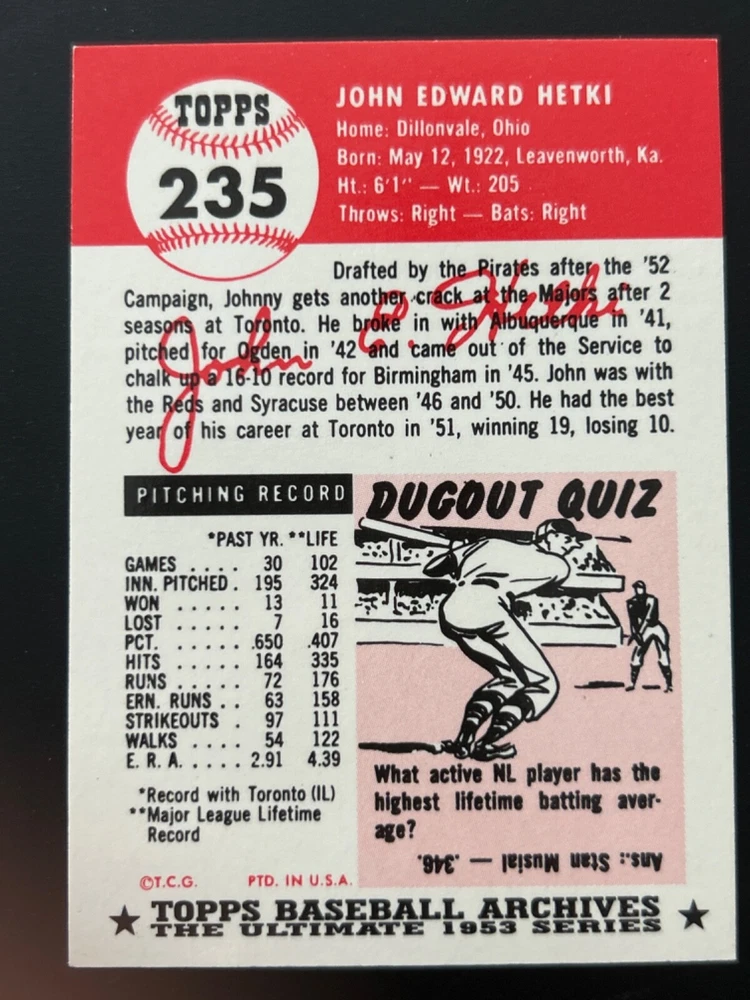 TOPPS
235
JOHN EDWARD HETKI
Home: Dillonvale, Ohio
Born: May 12, 1922, Leavenworth, Ka.
Ht.: 6'1" — Wt.: 205
Throws: Right — Bats: Right
Drafted by the Pirates after the '52
Campaign, Johnny gets another crack at the Majors after 2
seasons at Toronto. He broke in with Albuquerque in '41,
pitched for Ogden in '42 and came out of the Service to
chalk up a 16-10 record for Birmingham in '45. John was with
the Reds and Syracuse between '46 and '50. He had the best
year of his career at Toronto in '51, winning 19, losing 10.
John E. Hetki
PITCHING RECORD
*PAST YR. **LIFE
GAMES . . . . 30 102
INN. PITCHED . 195 324
WON . . . . . 13 11
LOST . . . . . 7 16
PCT. . . . . . .650 .407
HITS . . . . . 164 335
RUNS . . . . . 72 176
ERN. RUNS . . 63 158
STRIKEOUTS . 97 111
WALKS . . . . 54 122
E. R. A. . . . . 2.91 4.39
*Record with Toronto (IL)
**Major League Lifetime
Record
DUGOUT QUIZ
What active NL player has the
highest lifetime batting aver-
age?
Ans.: Stan Musial — .346.
©T.C.G. PTD. IN U.S.A.
★ TOPPS BASEBALL ARCHIVES ★
THE ULTIMATE 1953 SERIES